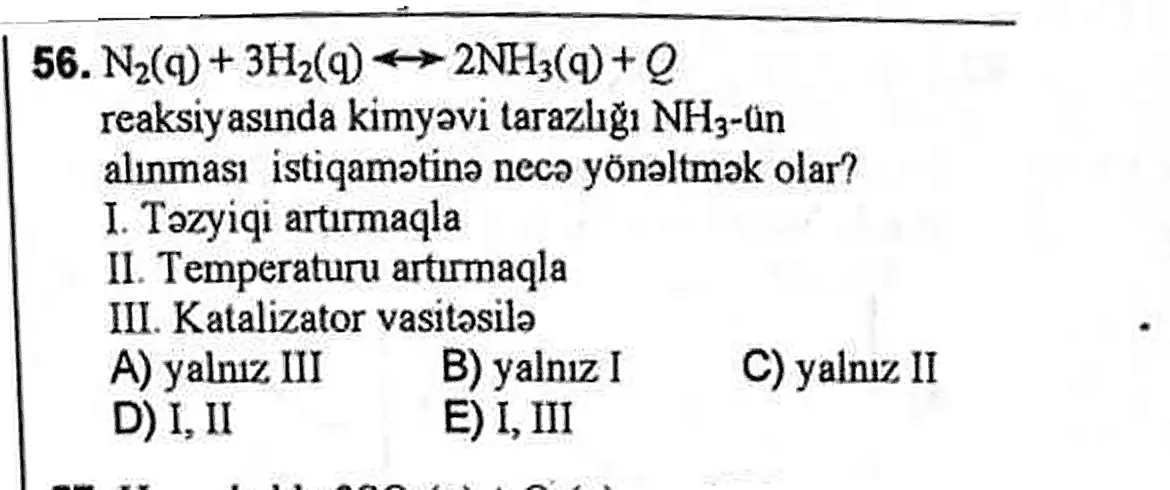 56. N₂(q) + 3H₂(q) ⟷ 2NH₃(q) + Q
reaksiyasında kimyəvi tarazlığı NH₃-ün
alınması istiqamətinə necə yönəltmək olar?
I. Təzyiqi artırmaqla
II. Temperaturu artırmaqla
III. Katalizator vasitəsilə
A) yalnız III B) yalnız I C) yalnız II
D) I, II E) I, III